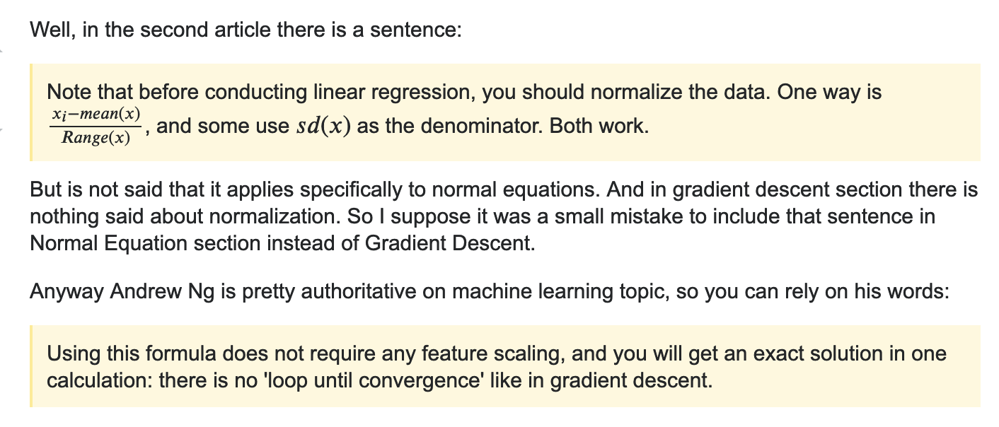 Well, in the second article there is a sentence:
Note that before conducting linear regression, you should normalize the data. One way is
\frac{x_i−mean(x)}{Range(x)}, and some use sd(x) as the denominator. Both work.
But is not said that it applies specifically to normal equations. And in gradient descent section there is
nothing said about normalization. So I suppose it was a small mistake to include that sentence in
Normal Equation section instead of Gradient Descent.
Anyway Andrew Ng is pretty authoritative on machine learning topic, so you can rely on his words:
Using this formula does not require any feature scaling, and you will get an exact solution in one
calculation: there is no 'loop until convergence' like in gradient descent.